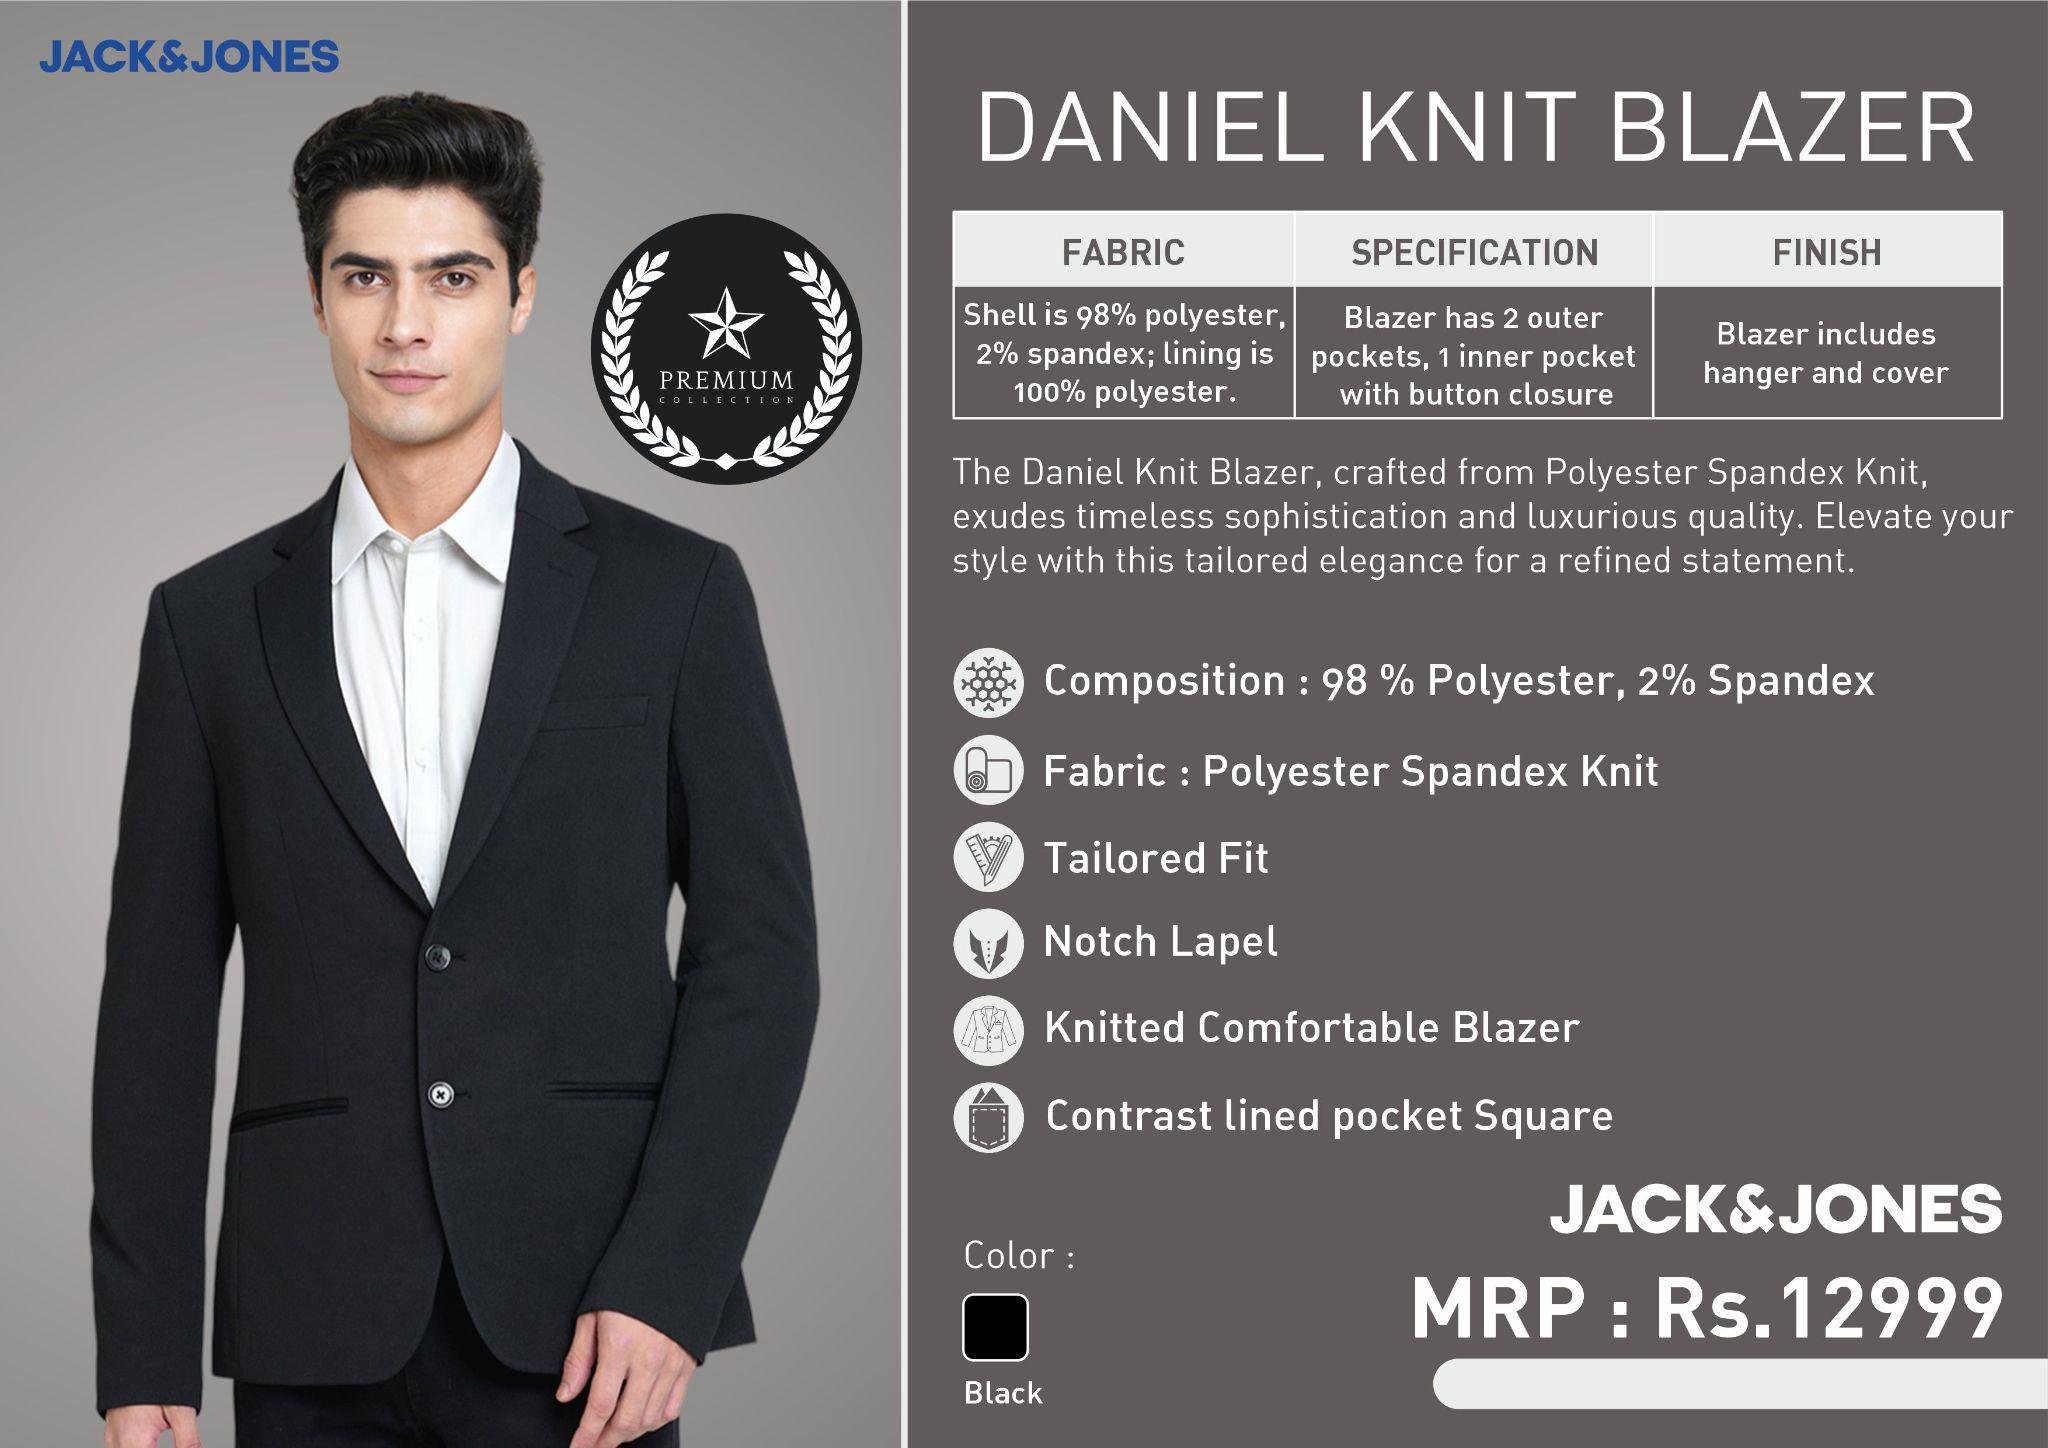 JACK&JONES
PREMIUM
COLLECTION
DANIEL KNIT BLAZER
FABRIC
SPECIFICATION
FINISH
Shell is 98% polyester,
2% spandex; lining is
100% polyester.
Blazer has 2 outer
pockets, 1 inner pocket
with button closure
Blazer includes
hanger and cover
The Daniel Knit Blazer, crafted from Polyester Spandex Knit,
exudes timeless sophistication and luxurious quality. Elevate your
style with this tailored elegance for a refined statement.
Composition : 98 % Polyester, 2% Spandex
Fabric : Polyester Spandex Knit
Tailored Fit
Notch Lapel
Knitted Comfortable Blazer
Contrast lined pocket Square
JACK&JONES
Color :
MRP : Rs.12999
Black